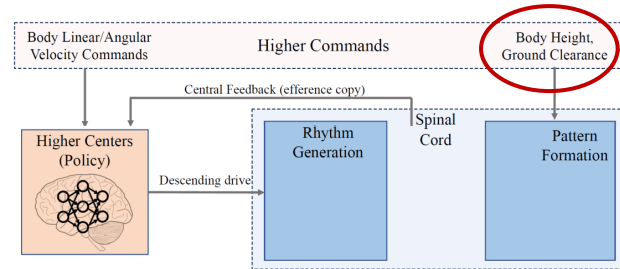 Body Linear/Angular
Velocity Commands
Higher Commands
Body Height,
Ground Clearance
Central Feedback (efference copy)
Higher Centers
(Policy)
Descending drive
Rhythm
Generation
Spinal
Cord
Pattern
Formation